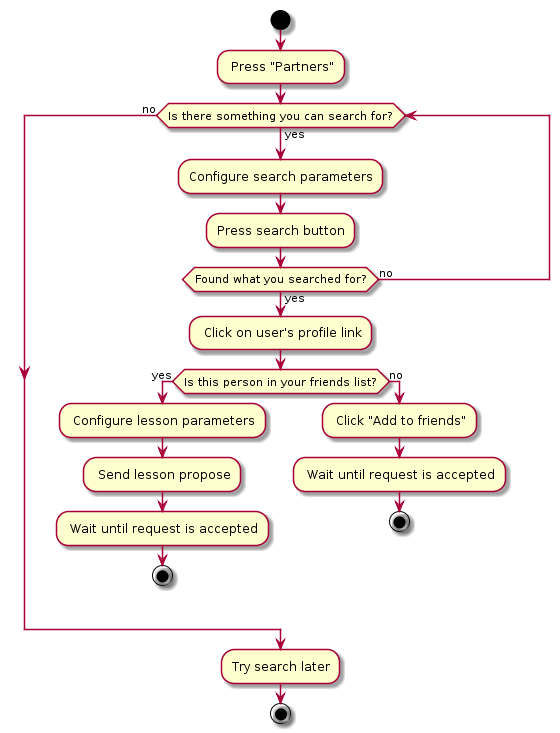 Press "Partners"
no
Is there something you can search for?
yes
Configure search parameters
Press search button
Found what you searched for?
no
yes
Click on user's profile link
yes
Is this person in your friends list?
no
Configure lesson parameters
Click "Add to friends"
Send lesson propose
Wait until request is accepted
Wait until request is accepted
Try search later